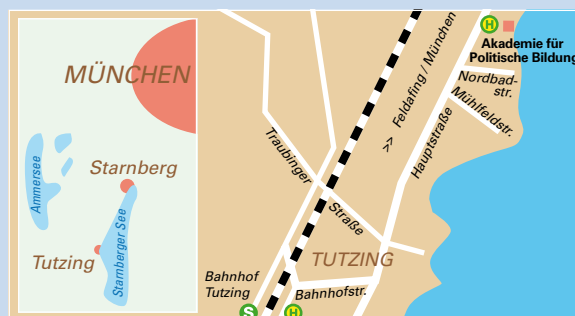 MÜNCHEN
Ammersee
Starnberg
Starnberger See
Tutzing
H
Akademie für
Politische Bildung
Nordbad-
str.
Mühlfeldstr.
>> Feldafing / München
Hauptstraße
Traubinger
Straße
TUTZING
Bahnhof
Tutzing
Bahnhofstr.
S
H